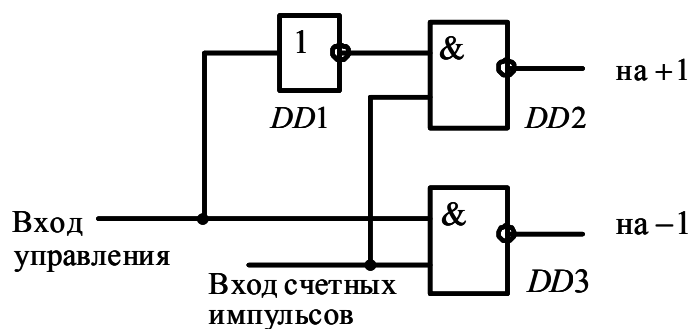 1
&
на +1
DD1
DD2
&
Вход
управления
на −1
Вход счетных
импульсов
DD3